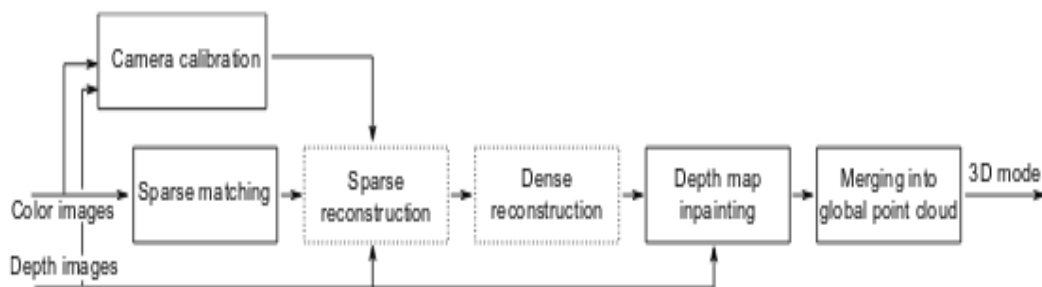 Camera calibration
Color images
Sparse matching
Sparse
reconstruction
Dense
reconstruction
Depth map
inpainting
Merging into
global point cloud
3D mode
Depth images